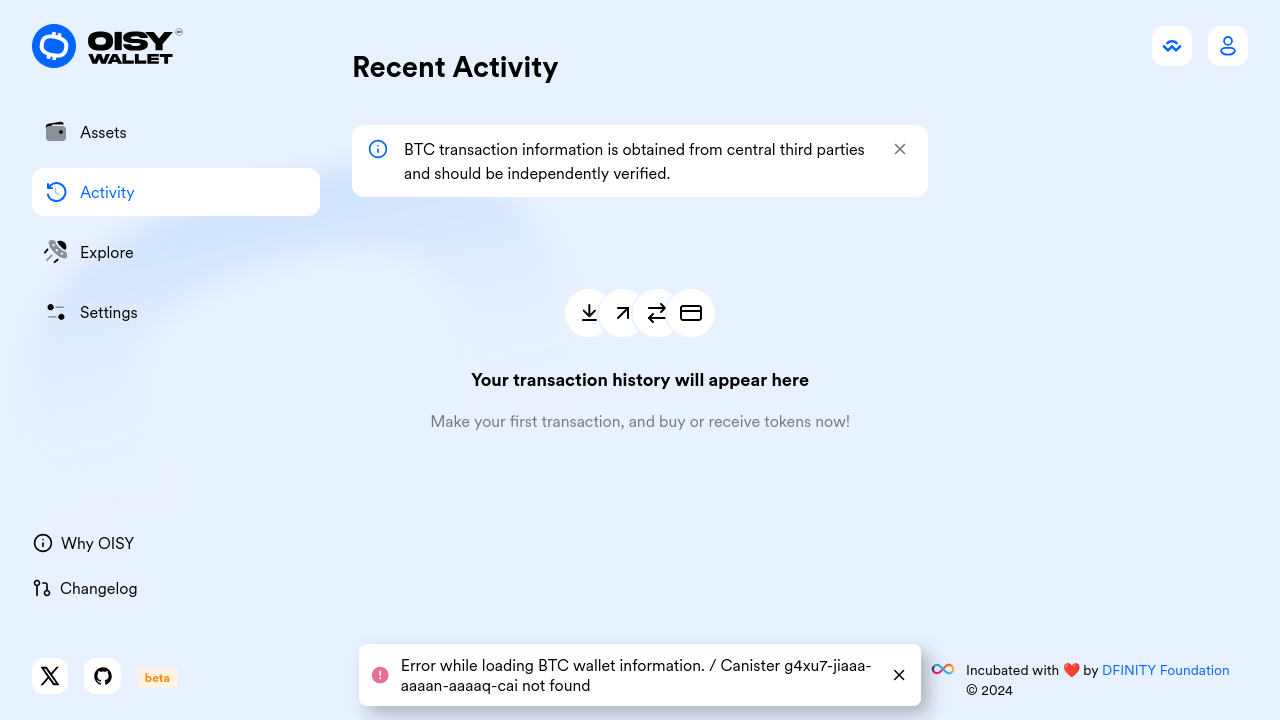 OISY
WALLET
Recent Activity
Assets
BTC transaction information is obtained from central third parties
and should be independently verified.
Activity
Explore
Settings
Your transaction history will appear here
Make your first transaction, and buy or receive tokens now!
Why OISY
Changelog
beta
Error while loading BTC wallet information. / Canister g4xu7-jiaaa-
aaaan-aaaaq-cai not found
Incubated with ❤️ by DFINITY Foundation
© 2024